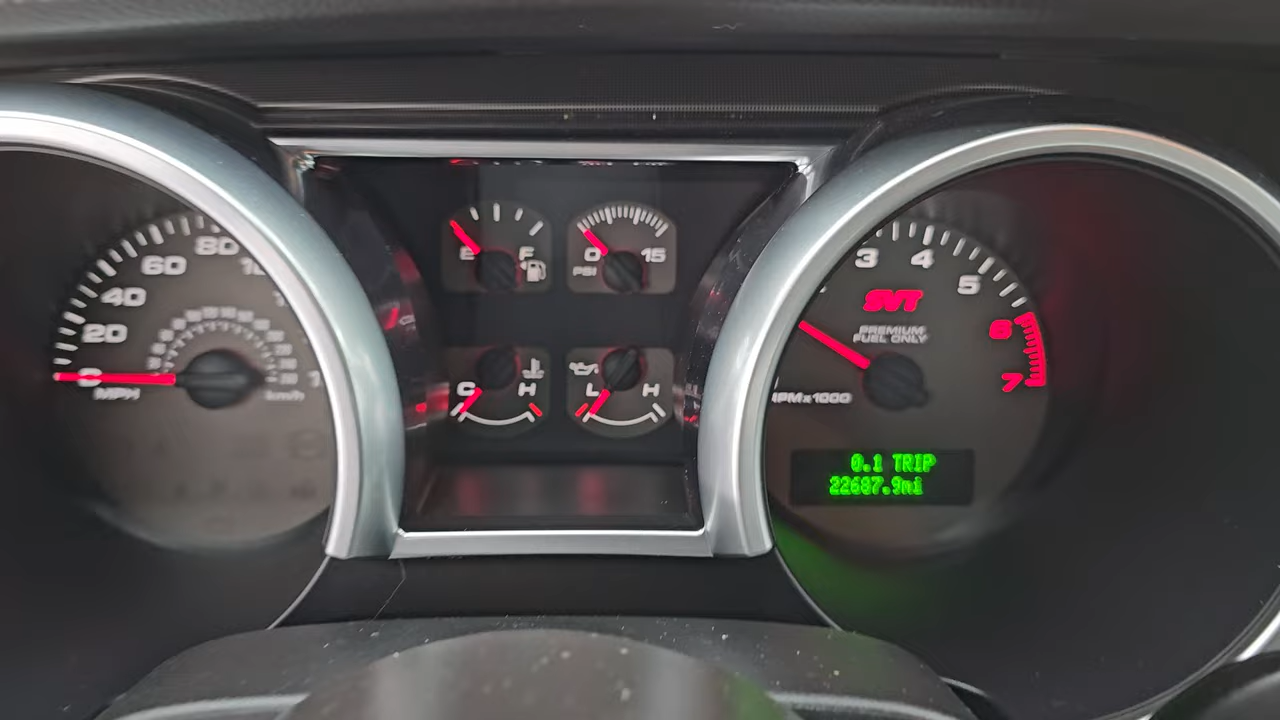 20
40
60
80
0
MPH
km/h
E F
0 15
PSI
C H
L H
3
4
5
6
7
SVT
PREMIUM
FUEL ONLY
RPMx1000
0.1 TRIP
22687.9mi